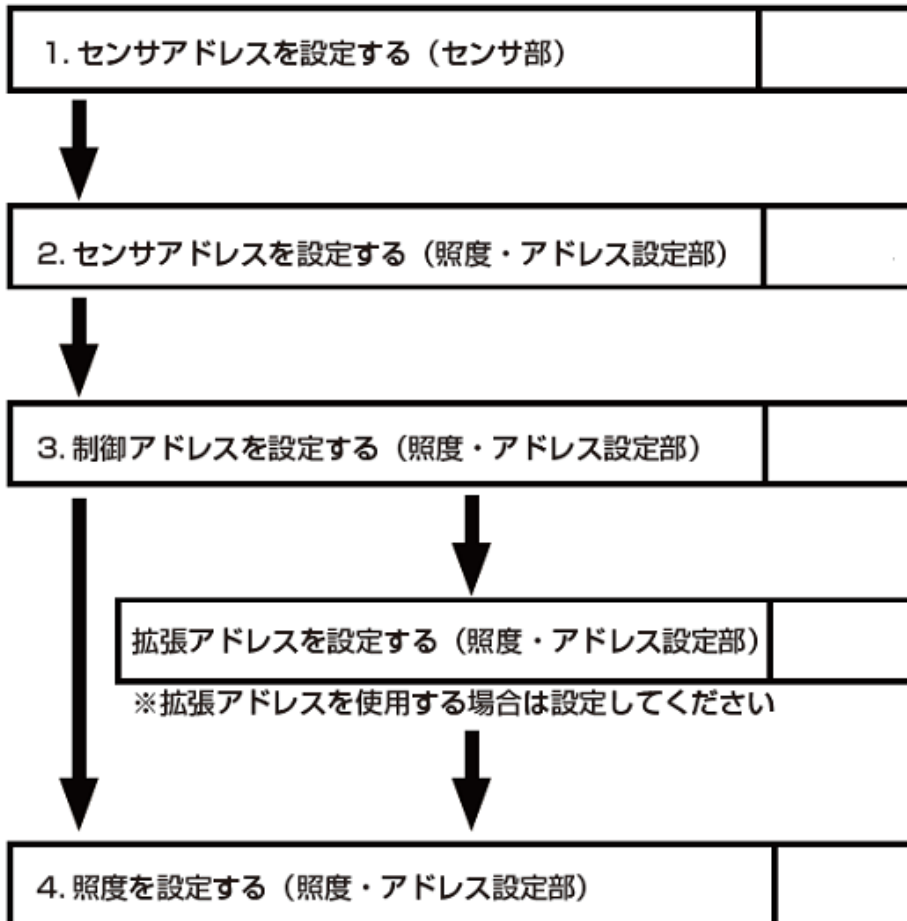 1. センサアドレスを設定する（センサ部）
2. センサアドレスを設定する（照度・アドレス設定部）
3. 制御アドレスを設定する（照度・アドレス設定部）
拡張アドレスを設定する（照度・アドレス設定部）
※拡張アドレスを使用する場合は設定してください
4. 照度を設定する（照度・アドレス設定部）